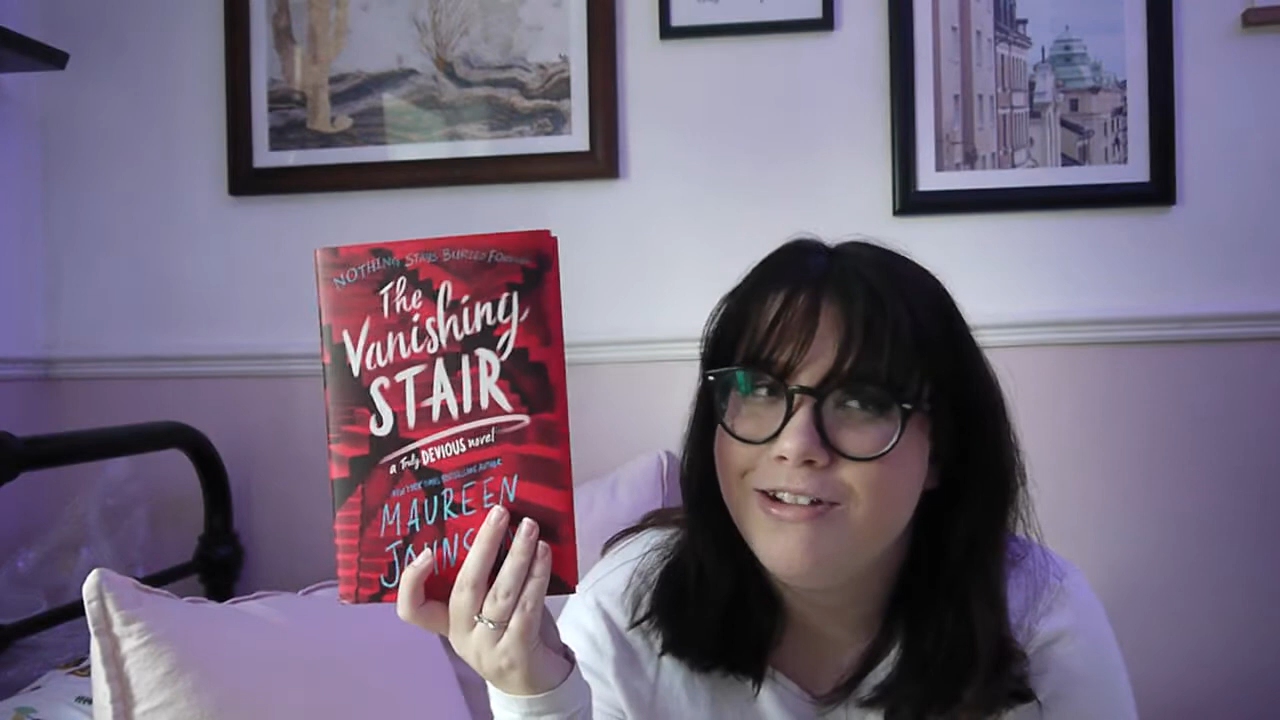 NOTHING STAYS BURIED FOREVER
The
Vanishing
STAIR
a Truly DEVIOUS novel
NEW YORK TIMES BESTSELLING AUTHOR
MAUREEN